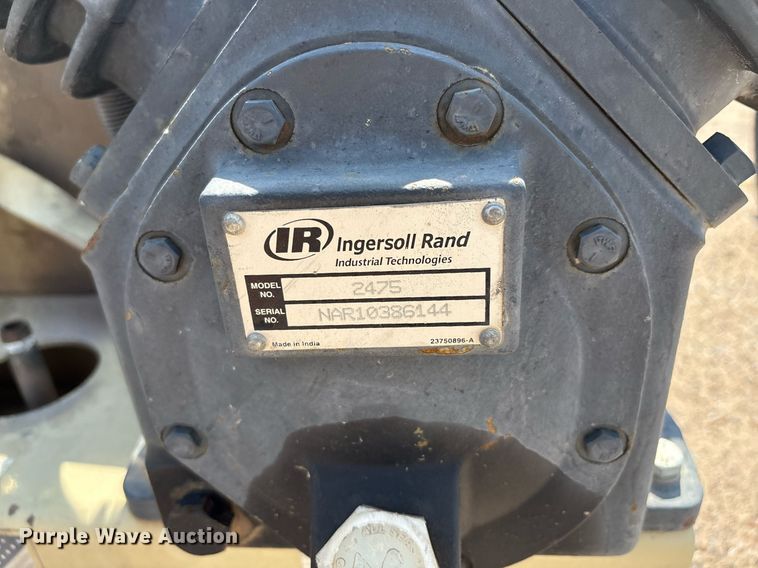 IR Ingersoll Rand
Industrial Technologies
MODEL NO. 2475
SERIAL NO. NAR10386144
Made in India 23750896-A
Purple Wave Auction